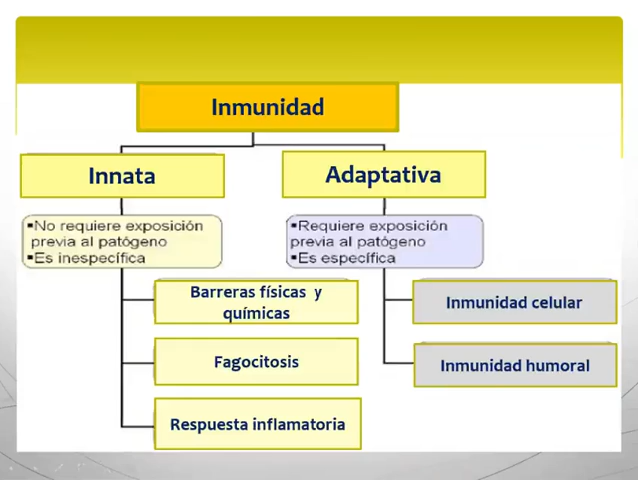 Inmunidad
Innata
Adaptativa
▪No requiere exposición
previa al patógeno
▪Es inespecífica
▪Requiere exposición
previa al patógeno
▪Es específica
Barreras físicas y
químicas
Inmunidad celular
Fagocitosis
Inmunidad humoral
Respuesta inflamatoria